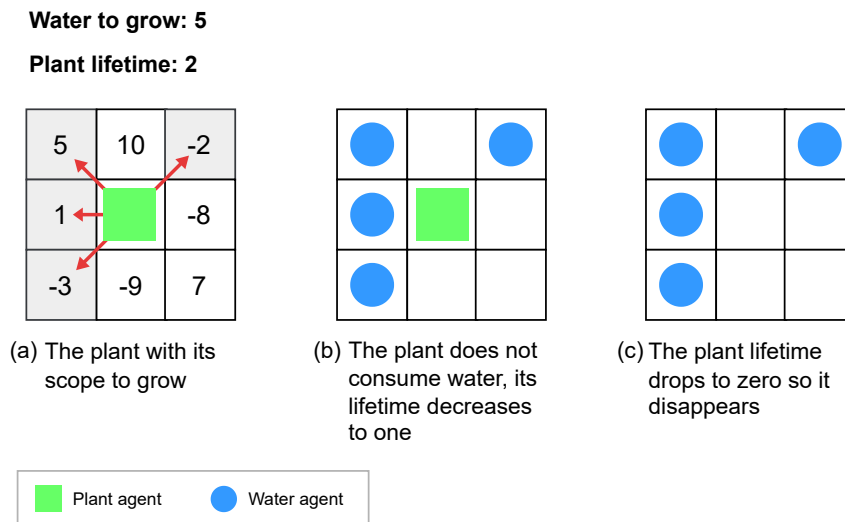 Water to grow: 5
Plant lifetime: 2
5 10 -2
1 -8
-3 -9 7
(a) The plant with its
scope to grow
(b) The plant does not
consume water, its
lifetime decreases
to one
(c) The plant lifetime
drops to zero so it
disappears
Plant agent
Water agent